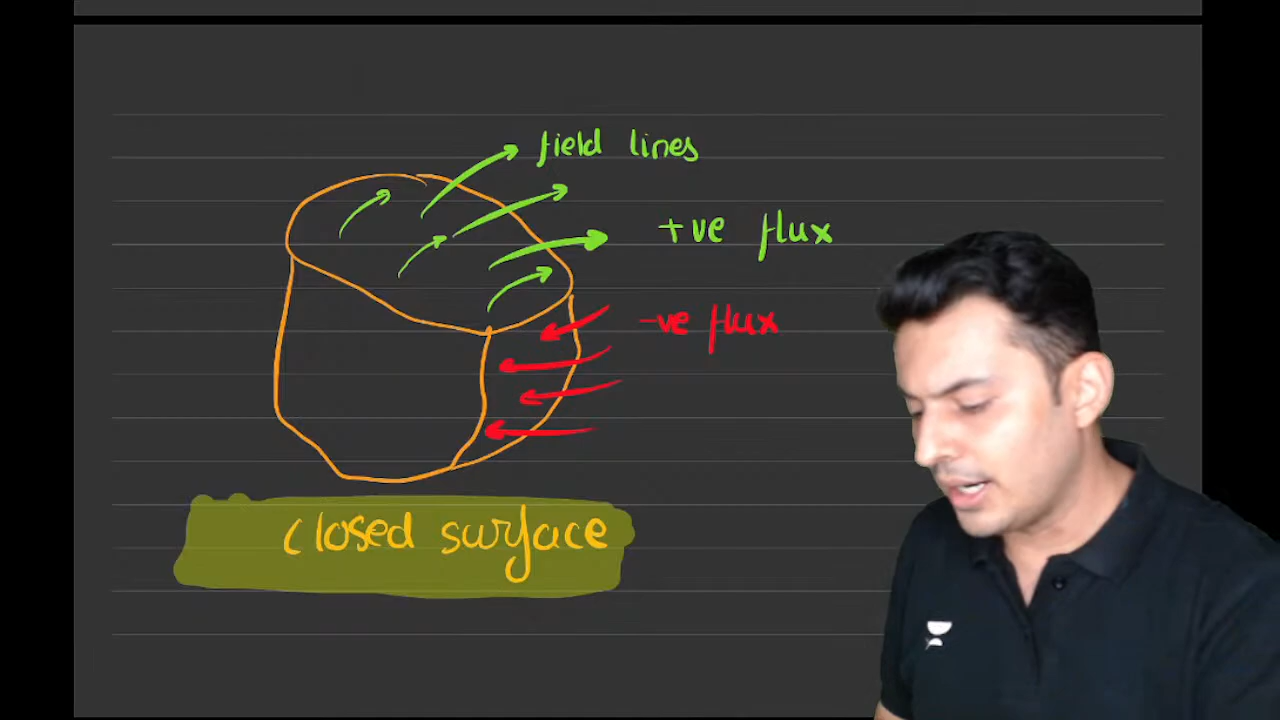 field lines
+ve flux
-ve flux
closed surface